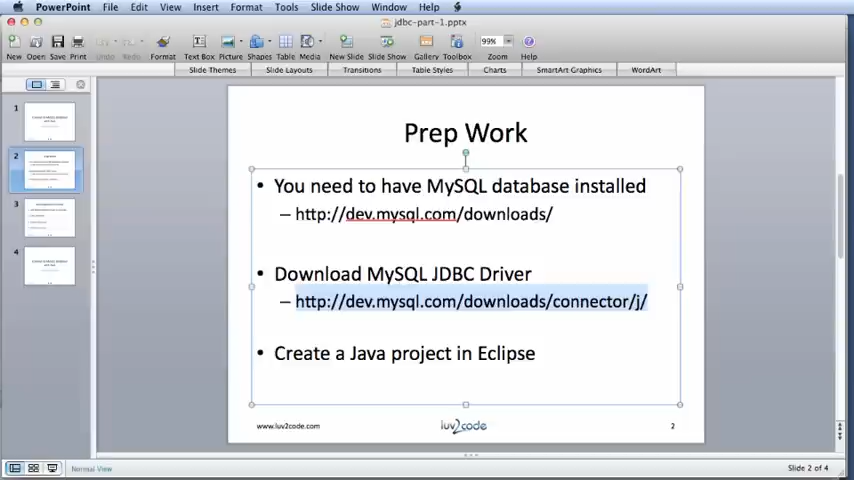 PowerPoint File Edit View Insert Format Tools Slide Show Window Help
jdbc-part-1.pptx
99%
New Open Save Print Undo Redo Format Text Box Picture Shapes Table Media New Slide Slide Show Gallery Toolbox Zoom Help
Slide Themes Slide Layouts Transitions Table Styles Charts SmartArt Graphics WordArt
1
2
3
4
Prep Work
• You need to have MySQL database installed
– http://dev.mysql.com/downloads/
• Download MySQL JDBC Driver
– http://dev.mysql.com/downloads/connector/j/
• Create a Java project in Eclipse
www.luv2code.com luv2code 2
Normal View Slide 2 of 4